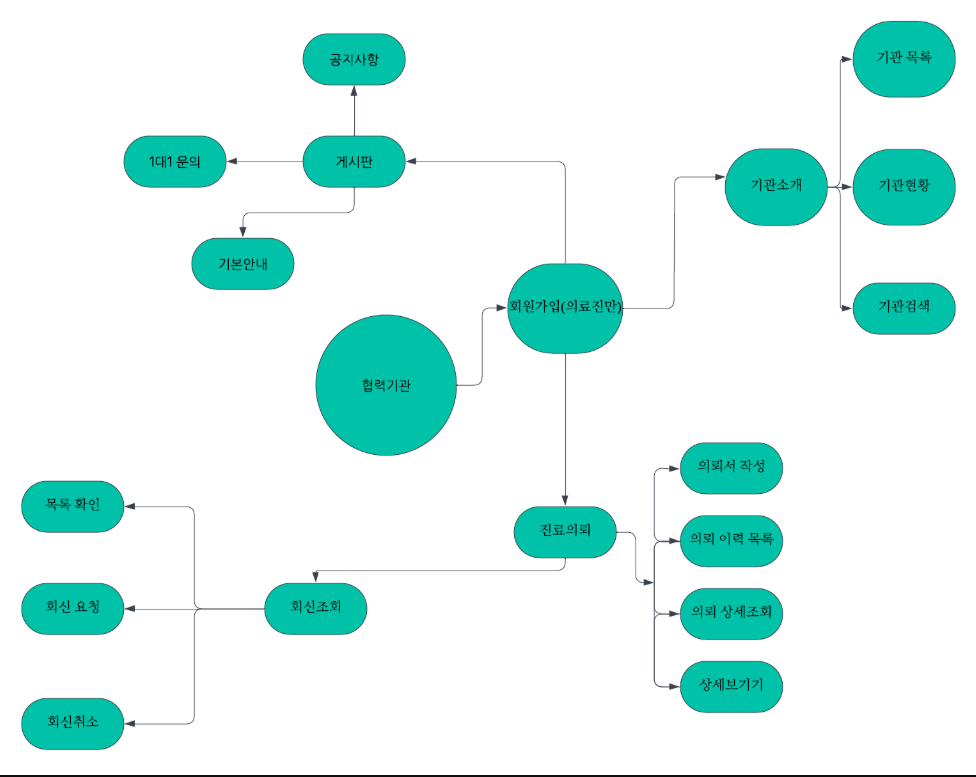 공지사항
기관 목록
1대1 문의
게시판
기관소개
기관현황
기본안내
회원가입(의료진만)
기관검색
협력기관
의뢰서 작성
목록 확인
진료의뢰
의뢰 이력 목록
회신 요청
회신조회
의뢰 상세조회
상세보기기
회신취소